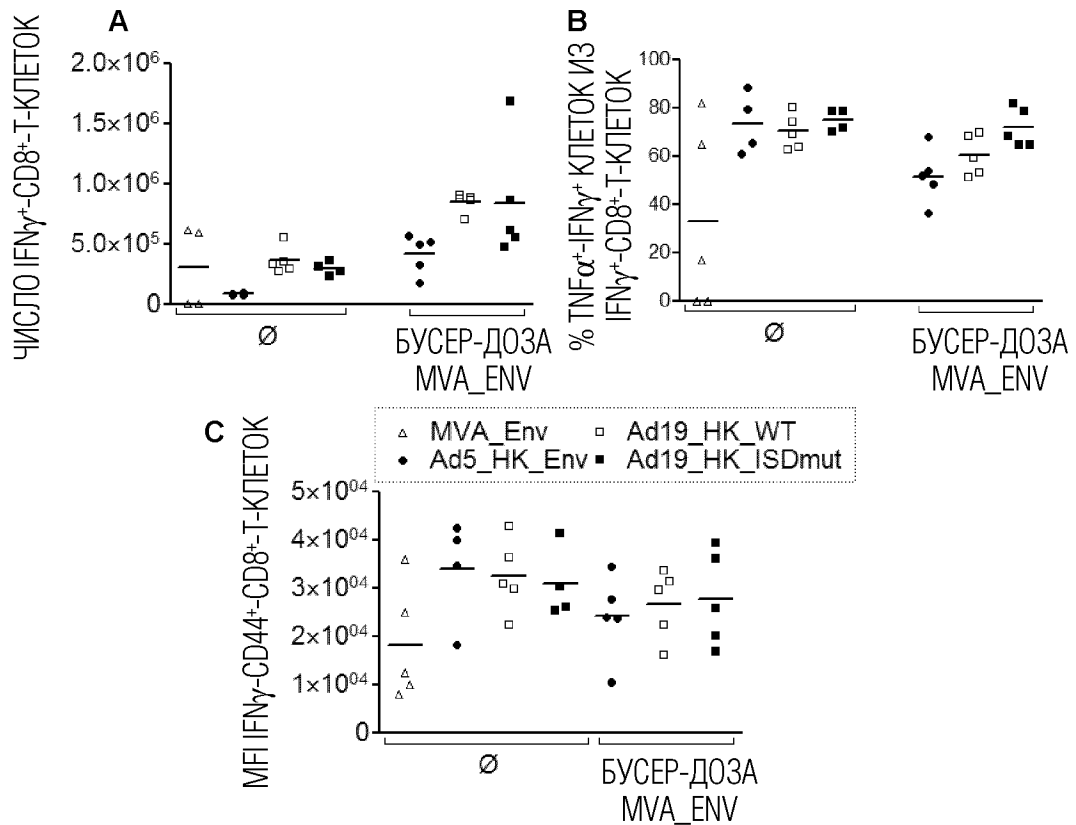 A
ЧИСЛО IFNγ⁺-CD8⁺-Т-КЛЕТОК
2.0×10⁶
1.5×10⁶
1.0×10⁶
5.0×10⁵
0
Ø
БУСЕР-ДОЗА
MVA_ENV
B
% TNFα⁺-IFNγ⁺ КЛЕТОК ИЗ
IFNγ⁺-CD8⁺-Т-КЛЕТОК
100
80
60
40
20
0
Ø
БУСЕР-ДОЗА
MVA_ENV
C
MVA_Env
Ad19_HK_WT
Ad5_HK_Env
Ad19_HK_ISDmut
MFI IFNγ-CD44⁺-CD8⁺-Т-КЛЕТОК
5×10⁰⁴
4×10⁰⁴
3×10⁰⁴
2×10⁰⁴
1×10⁰⁴
0
Ø
БУСЕР-ДОЗА
MVA_ENV